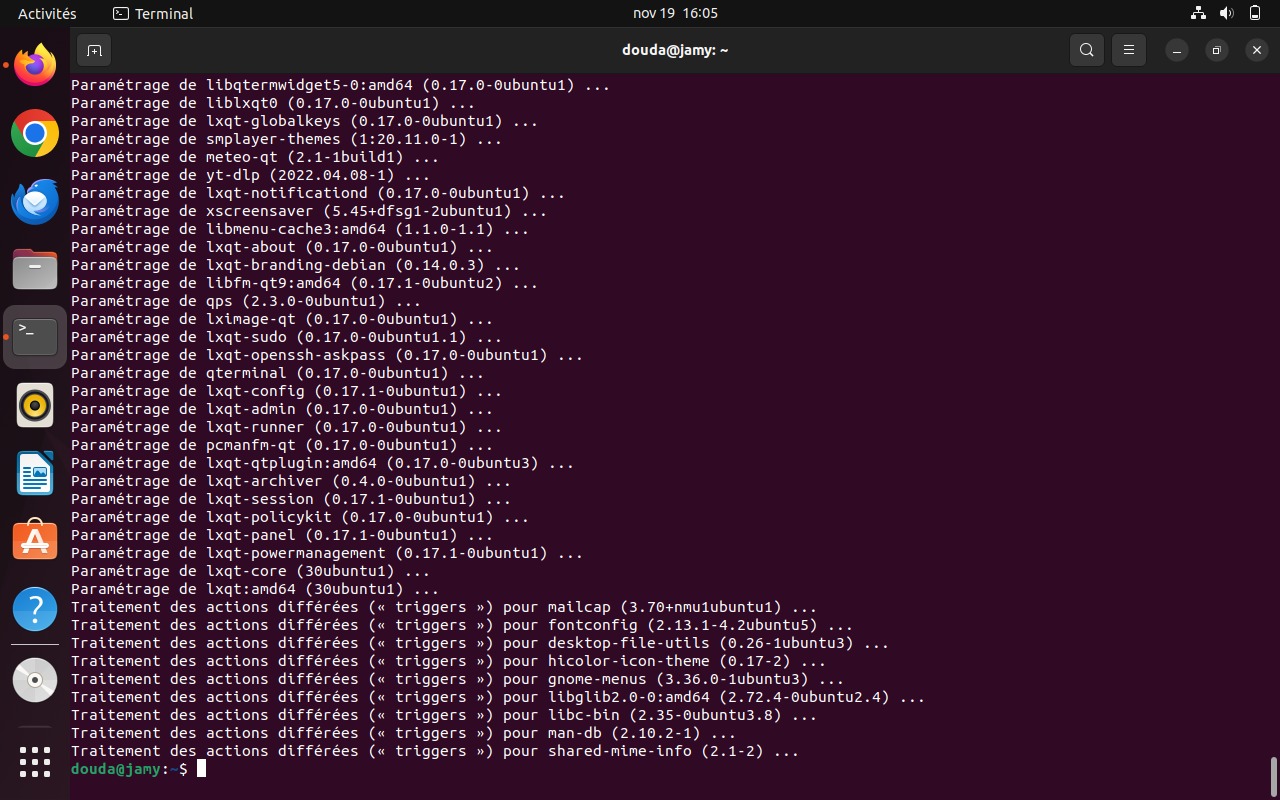 Activités
Terminal
nov 19 16:05
douda@jamy: ~
Paramétrage de libqtermwidget5-0:amd64 (0.17.0-0ubuntu1) ...
Paramétrage de liblxqt0 (0.17.0-0ubuntu1) ...
Paramétrage de lxqt-globalkeys (0.17.0-0ubuntu1) ...
Paramétrage de smplayer-themes (1:20.11.0-1) ...
Paramétrage de meteo-qt (2.1-1build1) ...
Paramétrage de yt-dlp (2022.04.08-1) ...
Paramétrage de lxqt-notificationd (0.17.0-0ubuntu1) ...
Paramétrage de xscreensaver (5.45+dfsg1-2ubuntu1) ...
Paramétrage de libmenu-cache3:amd64 (1.1.0-1.1) ...
Paramétrage de lxqt-about (0.17.0-0ubuntu1) ...
Paramétrage de lxqt-branding-debian (0.14.0.3) ...
Paramétrage de libfm-qt9:amd64 (0.17.1-0ubuntu2) ...
Paramétrage de qps (2.3.0-0ubuntu1) ...
Paramétrage de lximage-qt (0.17.0-0ubuntu1) ...
Paramétrage de lxqt-sudo (0.17.0-0ubuntu1.1) ...
Paramétrage de lxqt-openssh-askpass (0.17.0-0ubuntu1) ...
Paramétrage de qterminal (0.17.0-0ubuntu1) ...
Paramétrage de lxqt-config (0.17.1-0ubuntu1) ...
Paramétrage de lxqt-admin (0.17.0-0ubuntu1) ...
Paramétrage de lxqt-runner (0.17.0-0ubuntu1) ...
Paramétrage de pcmanfm-qt (0.17.0-0ubuntu1) ...
Paramétrage de lxqt-qtplugin:amd64 (0.17.0-0ubuntu3) ...
Paramétrage de lxqt-archiver (0.4.0-0ubuntu1) ...
Paramétrage de lxqt-session (0.17.1-0ubuntu1) ...
Paramétrage de lxqt-policykit (0.17.0-0ubuntu1) ...
Paramétrage de lxqt-panel (0.17.1-0ubuntu1) ...
Paramétrage de lxqt-powermanagement (0.17.1-0ubuntu1) ...
Paramétrage de lxqt-core (30ubuntu1) ...
Paramétrage de lxqt:amd64 (30ubuntu1) ...
Traitement des actions différées (« triggers ») pour mailcap (3.70+nmu1ubuntu1) ...
Traitement des actions différées (« triggers ») pour fontconfig (2.13.1-4.2ubuntu5) ...
Traitement des actions différées (« triggers ») pour desktop-file-utils (0.26-1ubuntu3) ...
Traitement des actions différées (« triggers ») pour hicolor-icon-theme (0.17-2) ...
Traitement des actions différées (« triggers ») pour gnome-menus (3.36.0-1ubuntu3) ...
Traitement des actions différées (« triggers ») pour libglib2.0-0:amd64 (2.72.4-0ubuntu2.4) ...
Traitement des actions différées (« triggers ») pour libc-bin (2.35-0ubuntu3.8) ...
Traitement des actions différées (« triggers ») pour man-db (2.10.2-1) ...
Traitement des actions différées (« triggers ») pour shared-mime-info (2.1-2) ...
douda@jamy:~$